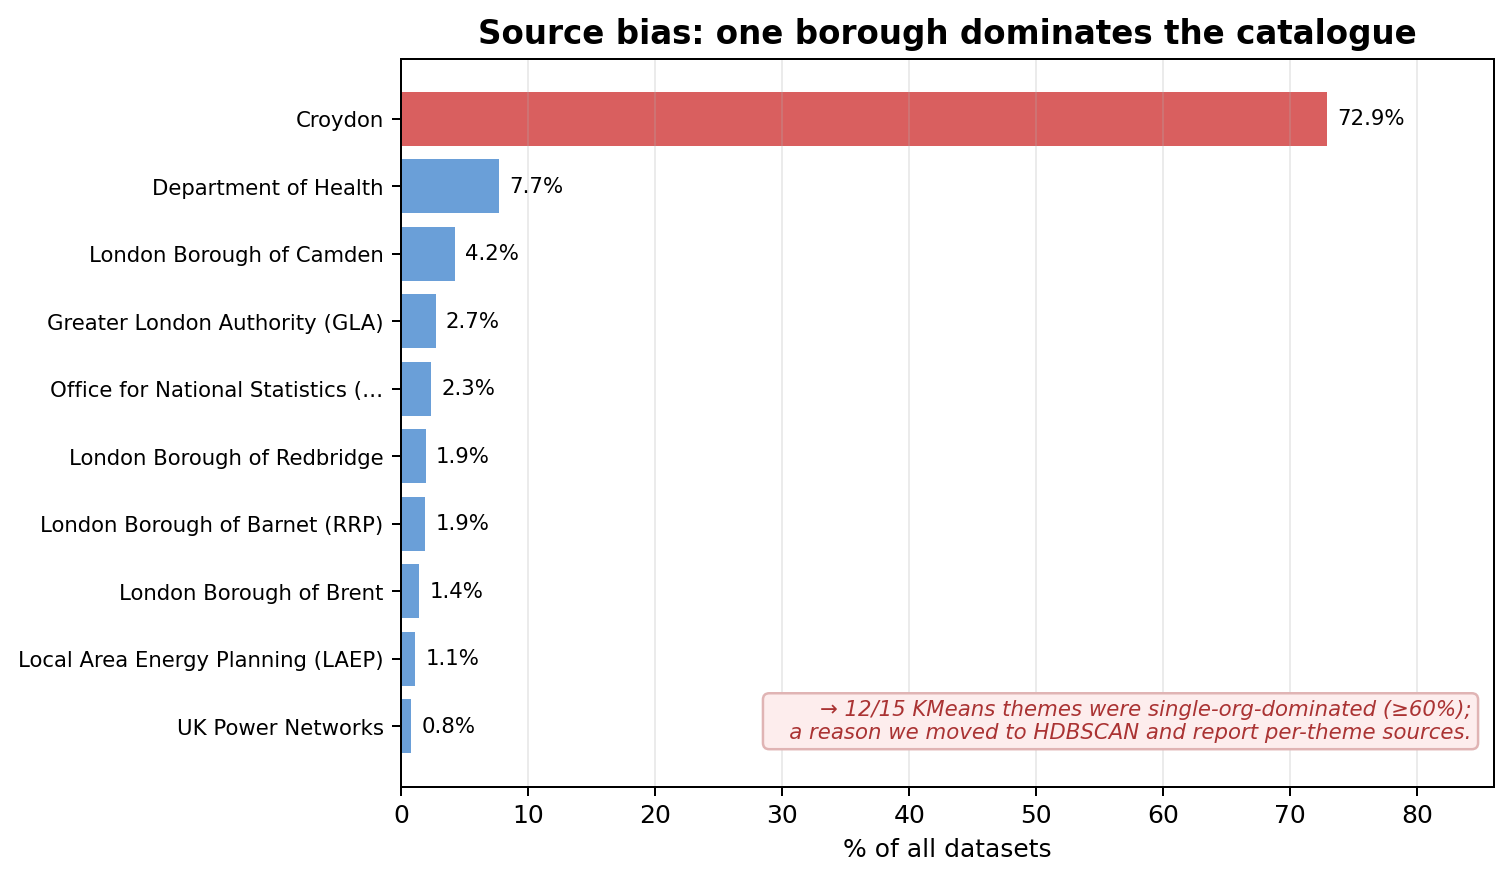 Source bias: one borough dominates the catalogue
Croydon 72.9%
Department of Health 7.7%
London Borough of Camden 4.2%
Greater London Authority (GLA) 2.7%
Office for National Statistics (... 2.3%
London Borough of Redbridge 1.9%
London Borough of Barnet (RRP) 1.9%
London Borough of Brent 1.4%
Local Area Energy Planning (LAEP) 1.1%
UK Power Networks 0.8%
→ 12/15 KMeans themes were single-org-dominated (≥60%);
a reason we moved to HDBSCAN and report per-theme sources.
0 10 20 30 40 50 60 70 80
% of all datasets